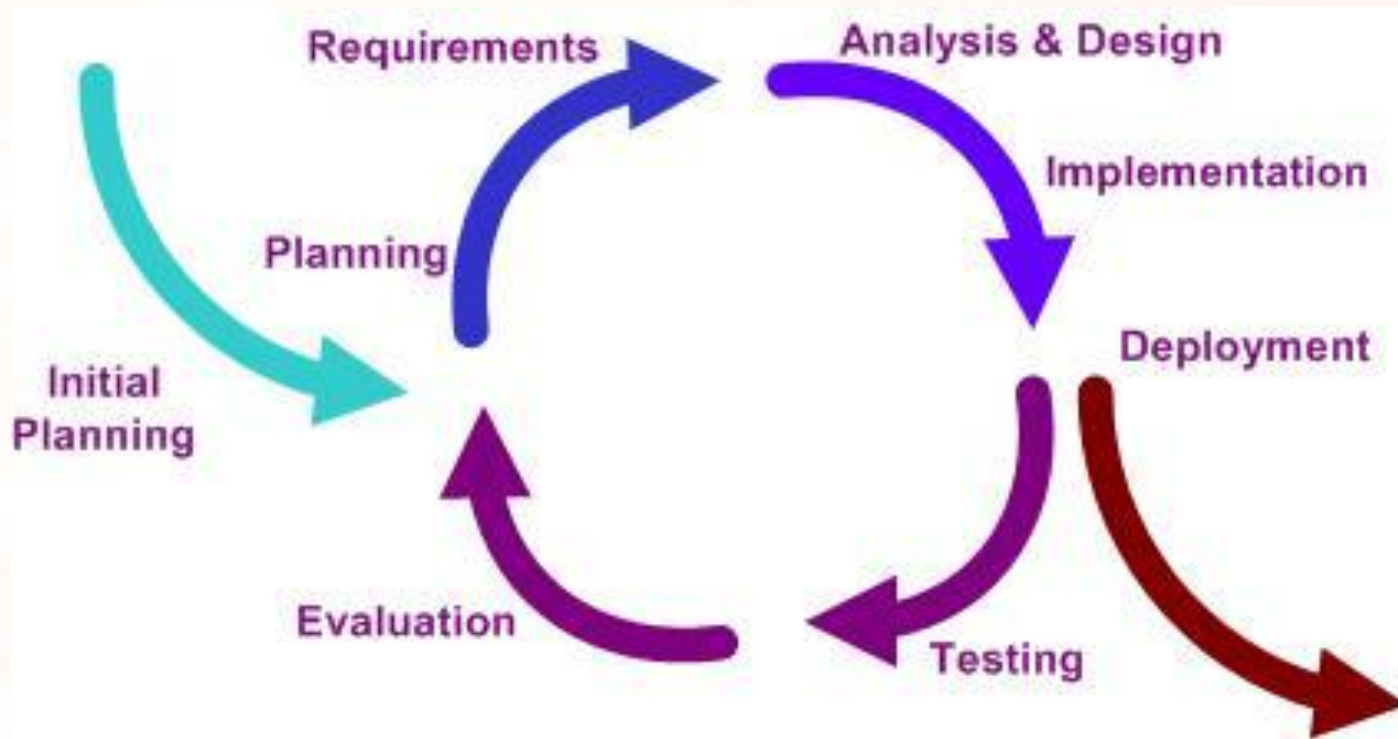 Requirements
Analysis & Design
Implementation
Planning
Deployment
Initial
Planning
Evaluation
Testing